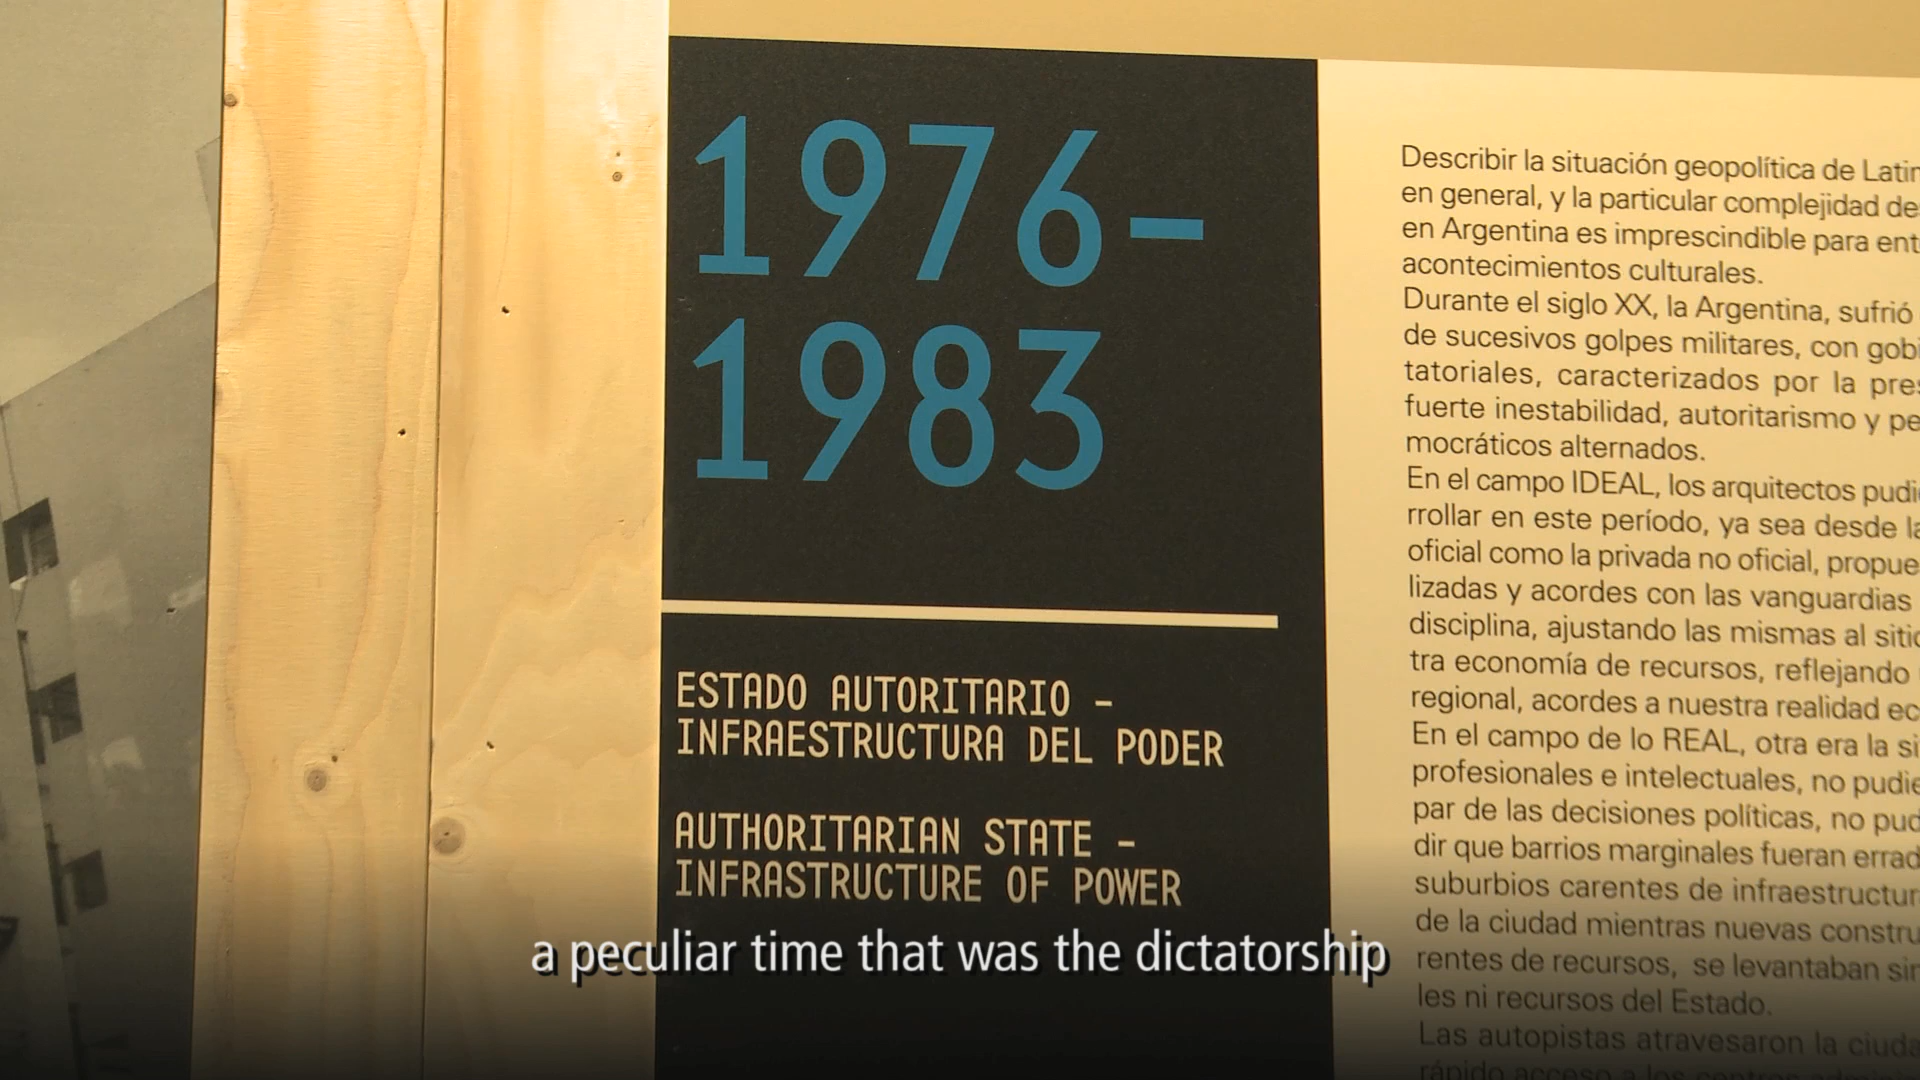 1976-
1983
ESTADO AUTORITARIO -
INFRAESTRUCTURA DEL PODER
AUTHORITARIAN STATE -
INFRASTRUCTURE OF POWER
Describir la situación geopolítica de
en general, y la particular complejidad
en Argentina es imprescindible para
acontecimientos culturales.
Durante el siglo XX, la Argentina, sufrió
de sucesivos golpes militares, con
tatoriales, caracterizados por la
fuerte inestabilidad, autoritarismo y
mocráticos alternados.
En el campo IDEAL, los arquitectos
rrollar en este período, ya sea desde
oficial como la privada no oficial,
lizadas y acordes con las vanguardias
disciplina, ajustando las mismas al
tra economía de recursos, reflejando
regional, acordes a nuestra realidad
En el campo de lo REAL, otra era la
profesionales e intelectuales, no
par de las decisiones políticas, no
dir que barrios marginales fueran
suburbios carentes de
de la ciudad mientras nuevas
rentes de recursos, se levantaban
les ni recursos del Estado.
Las autopistas atravesaron la
rápido acceso a los centros
a peculiar time that was the dictatorship